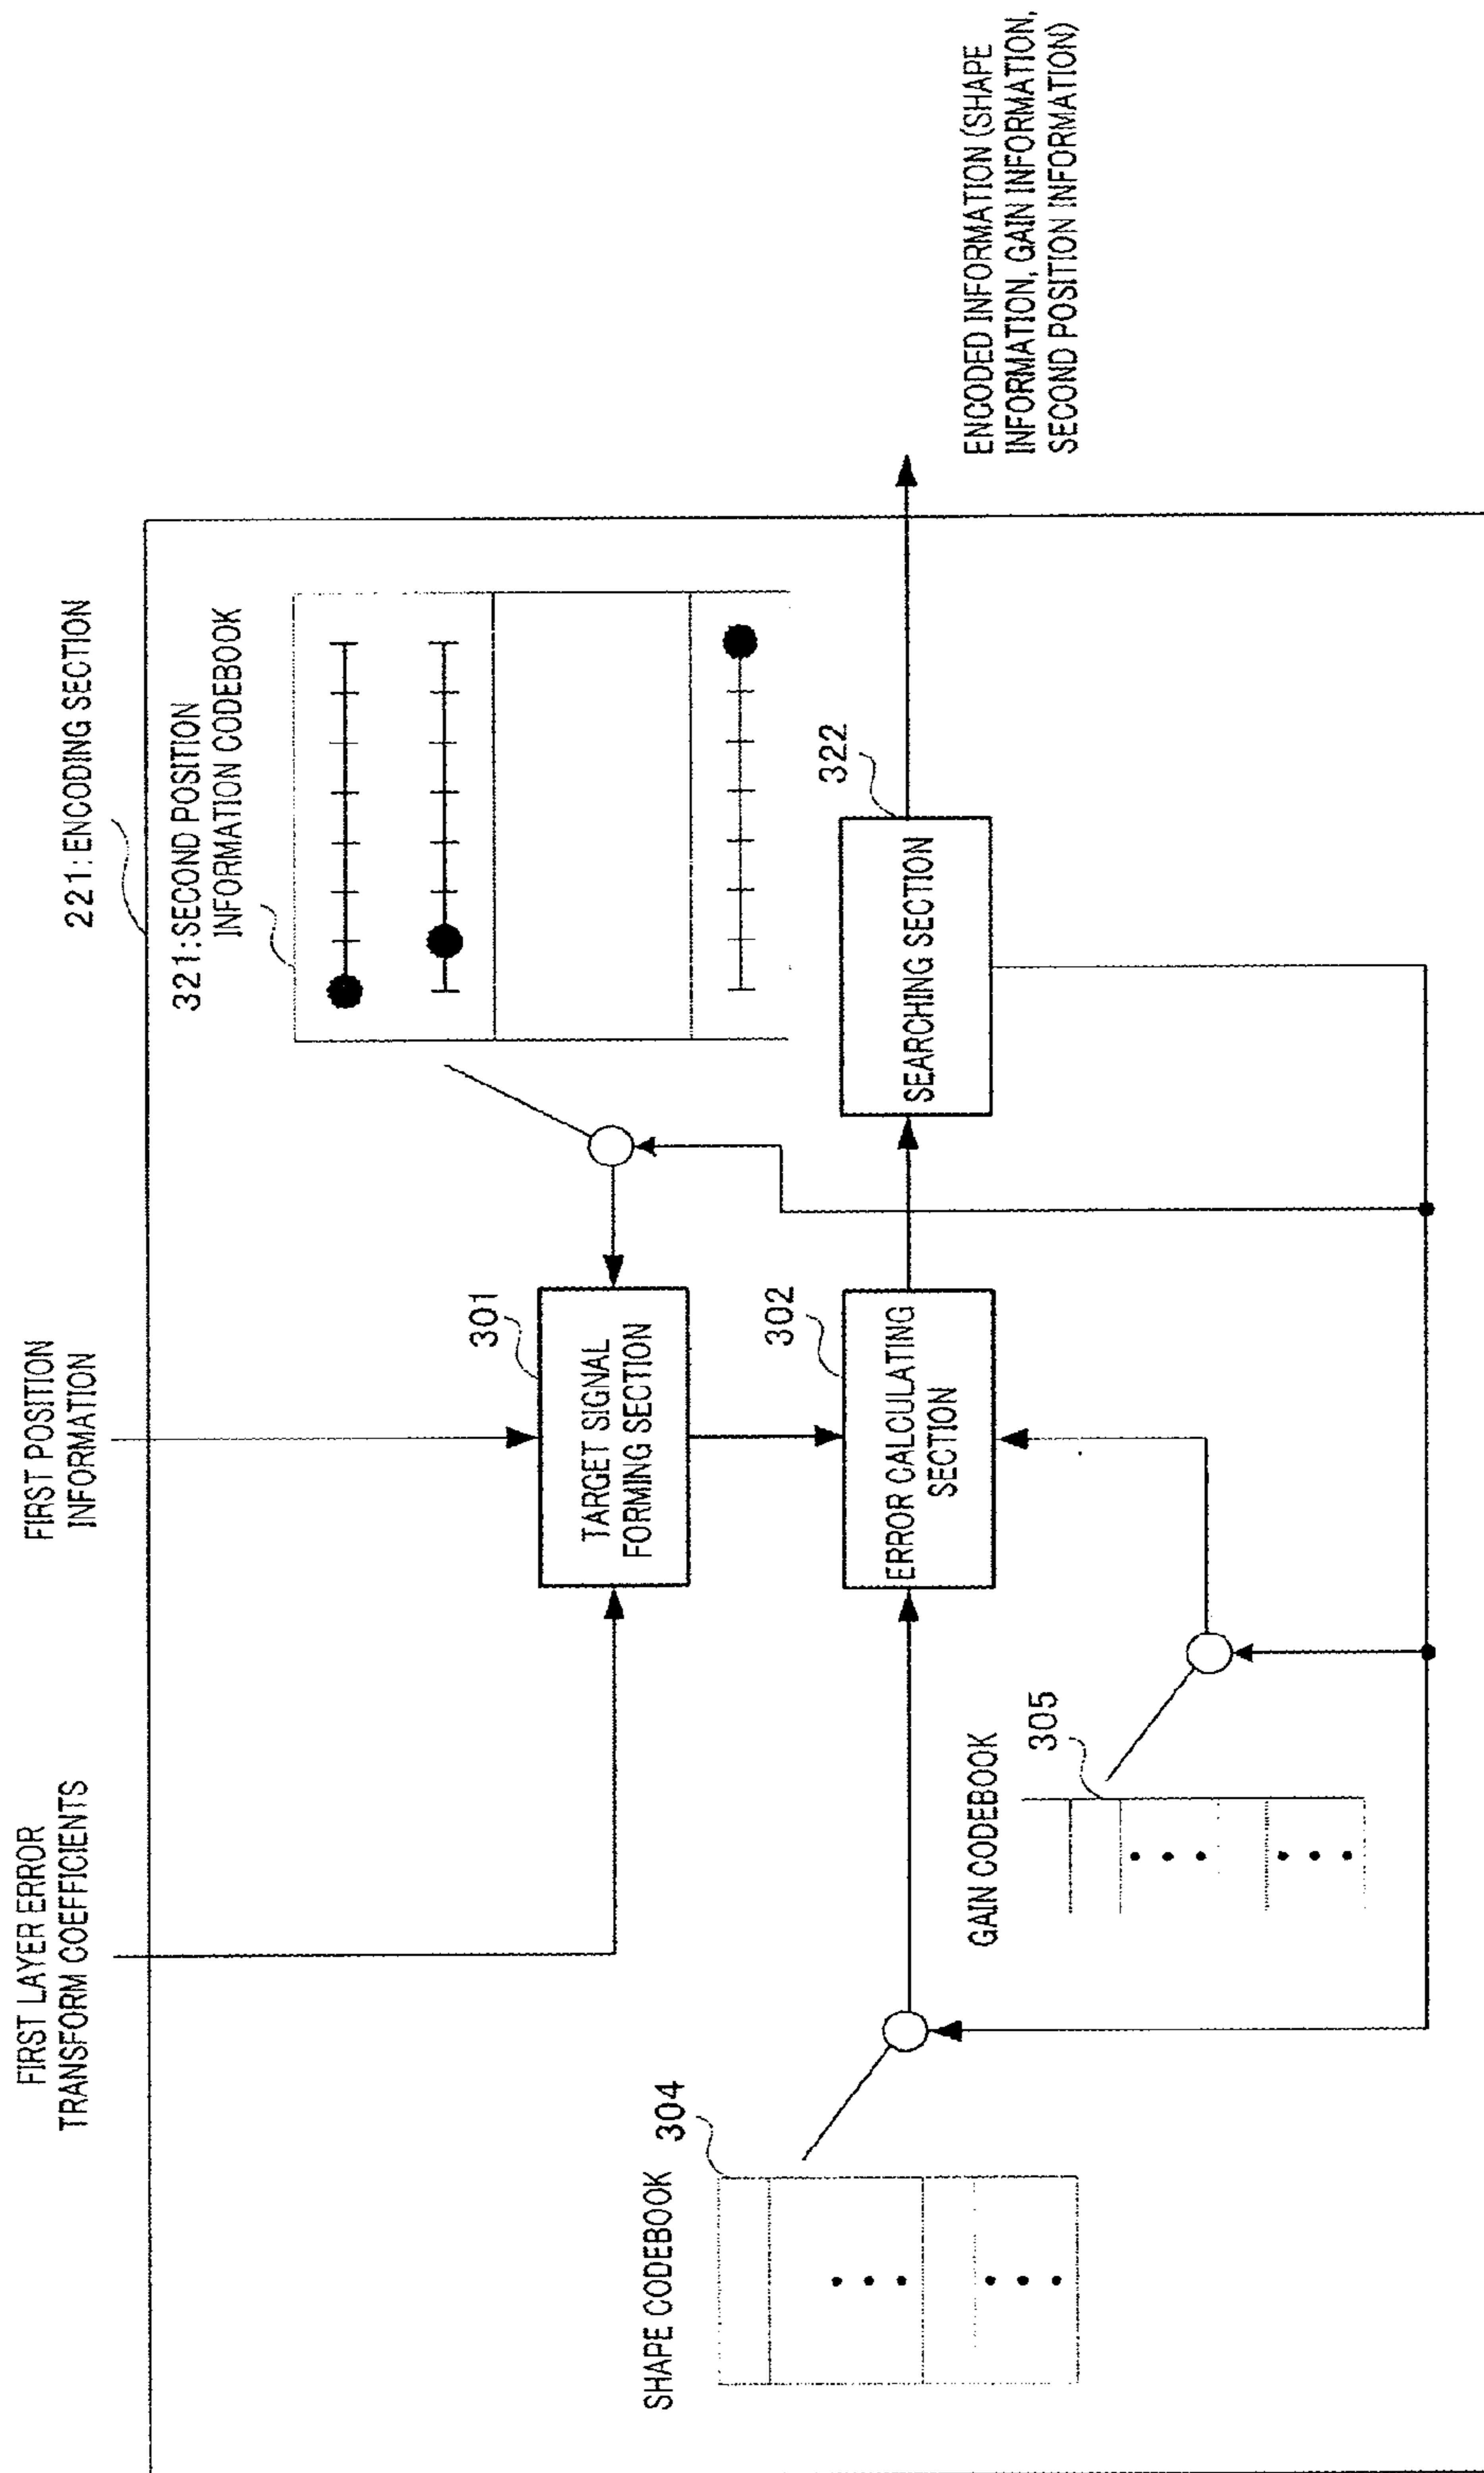 FIRST LAYER ERROR
TRANSFORM COEFFICIENTS
FIRST POSITION
INFORMATION
221: ENCODING SECTION
321: SECOND POSITION
INFORMATION CODEBOOK
301
TARGET SIGNAL
FORMING SECTION
SHAPE CODEBOOK
304
302
ERROR CALCULATING
SECTION
322
SEARCHING SECTION
ENCODED INFORMATION (SHAPE
INFORMATION, GAIN INFORMATION,
SECOND POSITION INFORMATION)
GAIN CODEBOOK
305